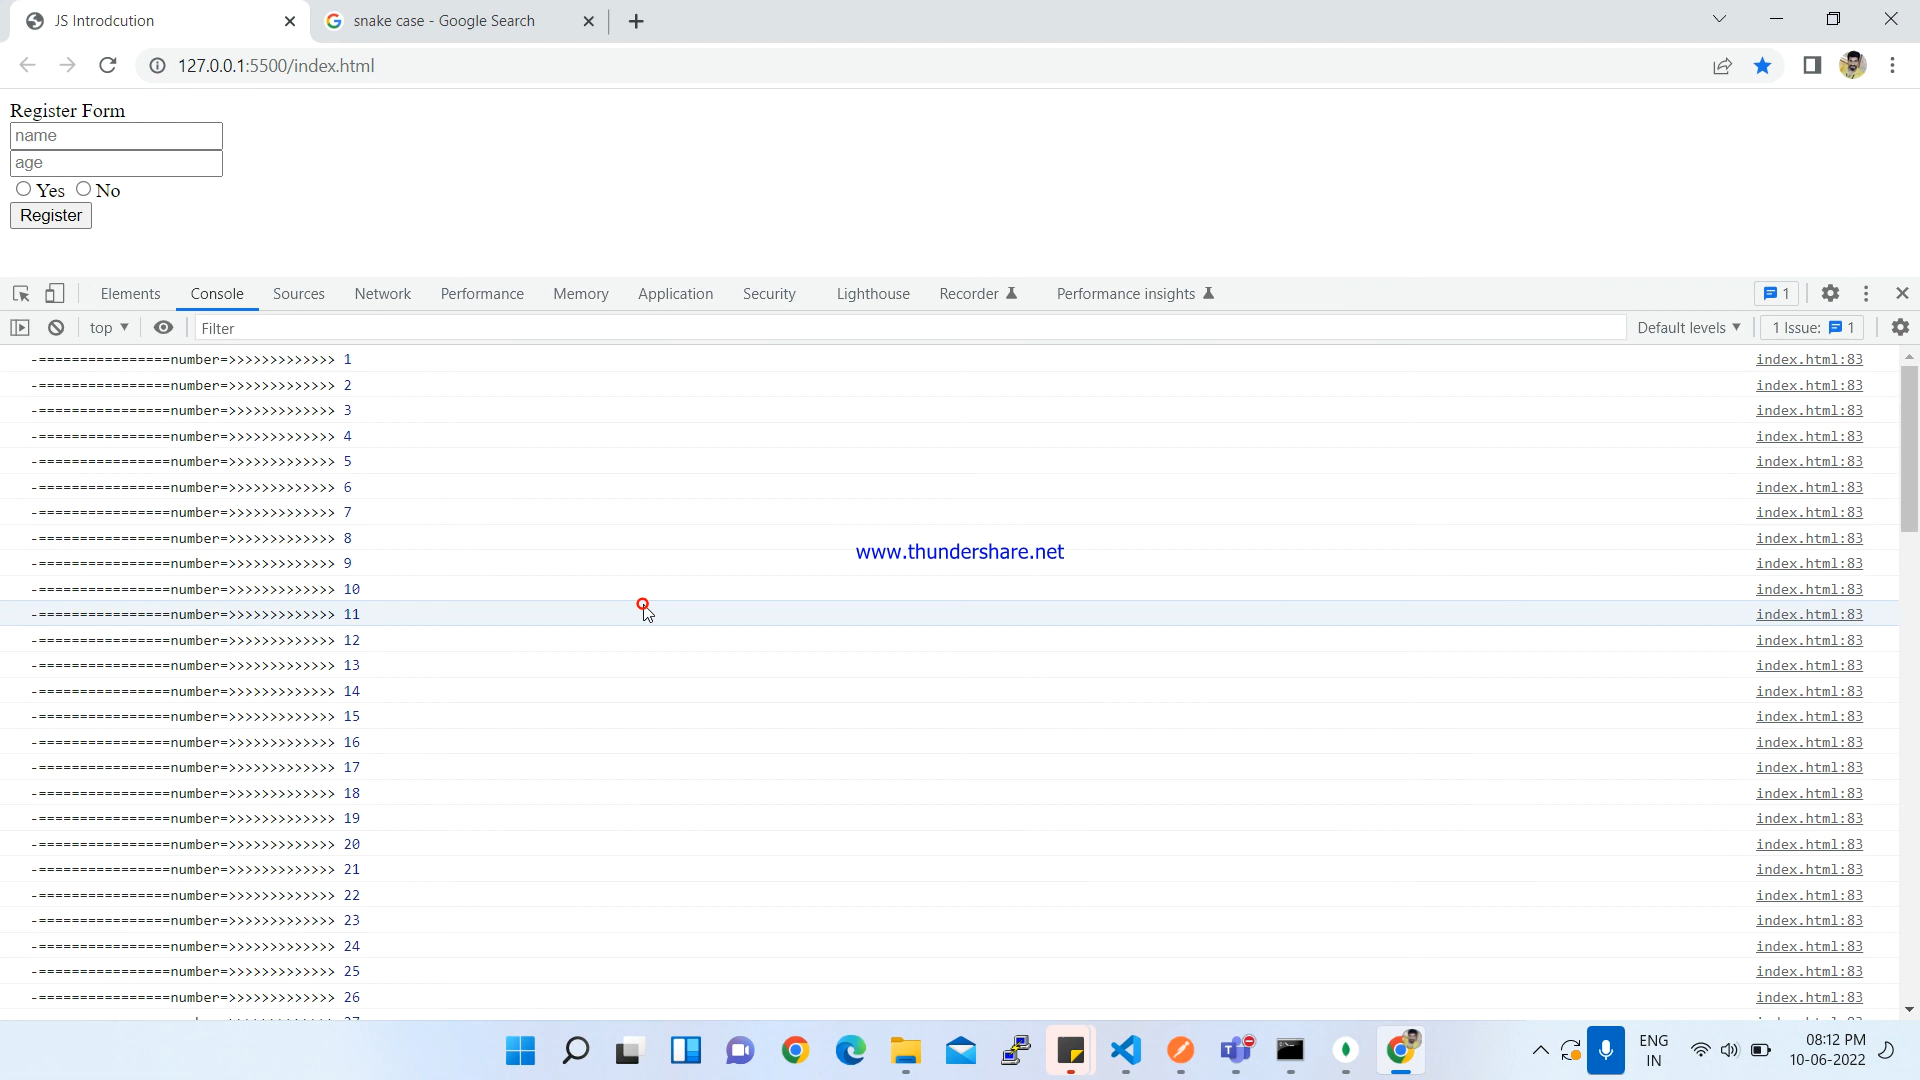 JS Introdcution
snake case - Google Search
127.0.0.1:5500/index.html
Register Form
name
age
Yes No
Register
Elements Console Sources Network Performance Memory Application Security Lighthouse Recorder Performance insights 1
top Filter Default levels 1 Issue: 1
-================number=>>>>>>>>>>>>> 1 index.html:83
-================number=>>>>>>>>>>>>> 2 index.html:83
-================number=>>>>>>>>>>>>> 3 index.html:83
-================number=>>>>>>>>>>>>> 4 index.html:83
-================number=>>>>>>>>>>>>> 5 index.html:83
-================number=>>>>>>>>>>>>> 6 index.html:83
-================number=>>>>>>>>>>>>> 7 index.html:83
-================number=>>>>>>>>>>>>> 8 index.html:83
www.thundershare.net
-================number=>>>>>>>>>>>>> 9 index.html:83
-================number=>>>>>>>>>>>>> 10 index.html:83
-================number=>>>>>>>>>>>>> 11 index.html:83
-================number=>>>>>>>>>>>>> 12 index.html:83
-================number=>>>>>>>>>>>>> 13 index.html:83
-================number=>>>>>>>>>>>>> 14 index.html:83
-================number=>>>>>>>>>>>>> 15 index.html:83
-================number=>>>>>>>>>>>>> 16 index.html:83
-================number=>>>>>>>>>>>>> 17 index.html:83
-================number=>>>>>>>>>>>>> 18 index.html:83
-================number=>>>>>>>>>>>>> 19 index.html:83
-================number=>>>>>>>>>>>>> 20 index.html:83
-================number=>>>>>>>>>>>>> 21 index.html:83
-================number=>>>>>>>>>>>>> 22 index.html:83
-================number=>>>>>>>>>>>>> 23 index.html:83
-================number=>>>>>>>>>>>>> 24 index.html:83
-================number=>>>>>>>>>>>>> 25 index.html:83
-================number=>>>>>>>>>>>>> 26 index.html:83
ENG
IN
08:12 PM
10-06-2022